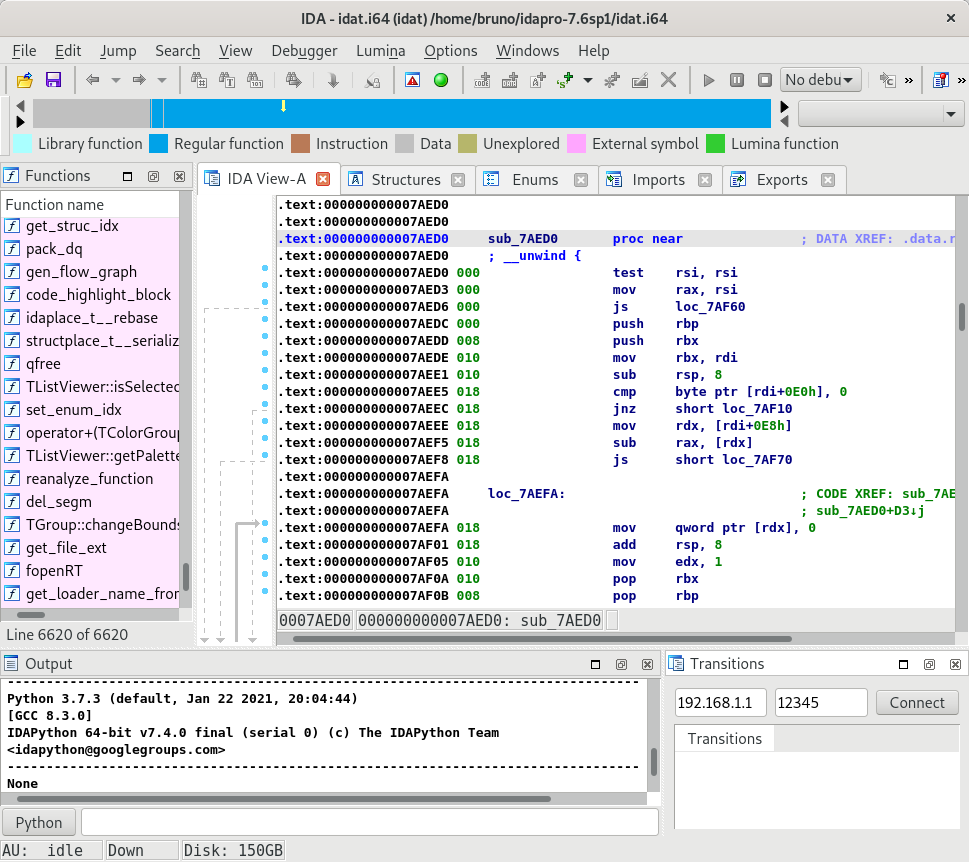 IDA - idat.i64 (idat) /home/bruno/idapro-7.6sp1/idat.i64
File Edit Jump Search View Debugger Lumina Options Windows Help
No debu
Library function Regular function Instruction Data Unexplored External symbol Lumina function
Functions
Function name
get_struc_idx
pack_dq
gen_flow_graph
code_highlight_block
idaplace_t__rebase
structplace_t__serializ
qfree
TListViewer::isSelected
set_enum_idx
operator+(TColorGroup
TListViewer::getPalette
reanalyze_function
del_segm
TGroup::changeBounds
get_file_ext
fopenRT
get_loader_name_from
Line 6620 of 6620
IDA View-A Structures Enums Imports Exports
.text:000000000007AED0
.text:000000000007AED0
.text:000000000007AED0 sub_7AED0 proc near ; DATA XREF: .data.r
.text:000000000007AED0 ; __unwind {
.text:000000000007AED0 000 test rsi, rsi
.text:000000000007AED3 000 mov rax, rsi
.text:000000000007AED6 000 js loc_7AF60
.text:000000000007AEDC 000 push rbp
.text:000000000007AEDD 008 push rbx
.text:000000000007AEDE 010 mov rbx, rdi
.text:000000000007AEE1 010 sub rsp, 8
.text:000000000007AEE5 018 cmp byte ptr [rdi+0E0h], 0
.text:000000000007AEEC 018 jnz short loc_7AF10
.text:000000000007AEEE 018 mov rdx, [rdi+0E8h]
.text:000000000007AEF5 018 sub rax, [rdx]
.text:000000000007AEF8 018 js short loc_7AF70
.text:000000000007AEFA
.text:000000000007AEFA loc_7AEFA: ; CODE XREF: sub_7AE
.text:000000000007AEFA ; sub_7AED0+D3↓j
.text:000000000007AEFA 018 mov qword ptr [rdx], 0
.text:000000000007AF01 018 add rsp, 8
.text:000000000007AF05 010 mov edx, 1
.text:000000000007AF0A 010 pop rbx
.text:000000000007AF0B 008 pop rbp
0007AED0 000000000007AED0: sub_7AED0
Output
Python 3.7.3 (default, Jan 22 2021, 20:04:44)
[GCC 8.3.0]
IDAPython 64-bit v7.4.0 final (serial 0) (c) The IDAPython Team
<idapython@googlegroups.com>
None
Python
Transitions
192.168.1.1 12345 Connect
Transitions
AU: idle Down Disk: 150GB